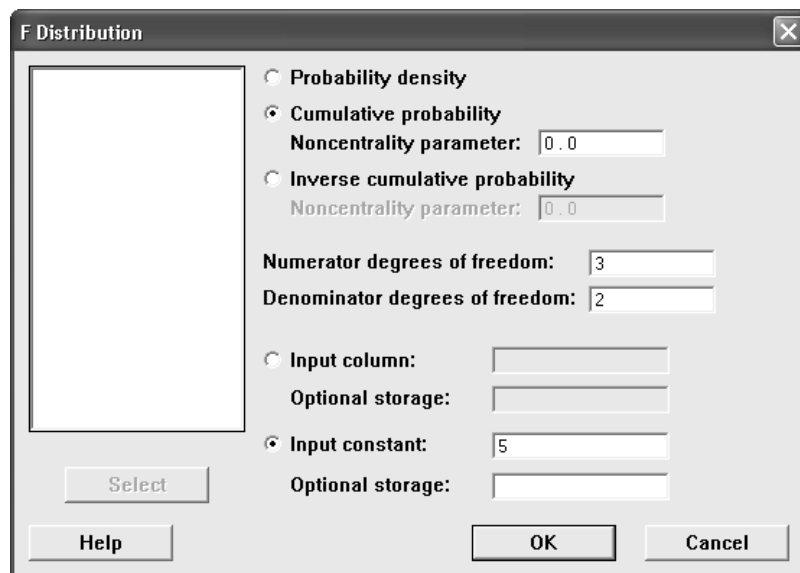 F Distribution
Probability density
Cumulative probability
Noncentrality parameter: 0.0
Inverse cumulative probability
Noncentrality parameter: 0.0
Numerator degrees of freedom: 3
Denominator degrees of freedom: 2
Input column:
Optional storage:
Input constant: 5
Select
Optional storage:
Help OK Cancel